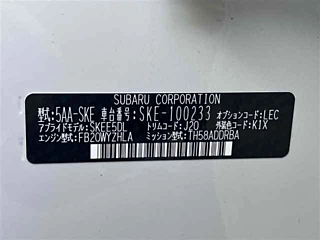 SUBARU CORPORATION
型式: 5AA-SKE 車台番号: SKE-100233 オプションコード: LEC
アプライドモデル: SKEE5DL トリムコード: J20 外装色コード: K1X
エンジン型式: FB20WYZHLA ミッション型式: TH58ADDRBA